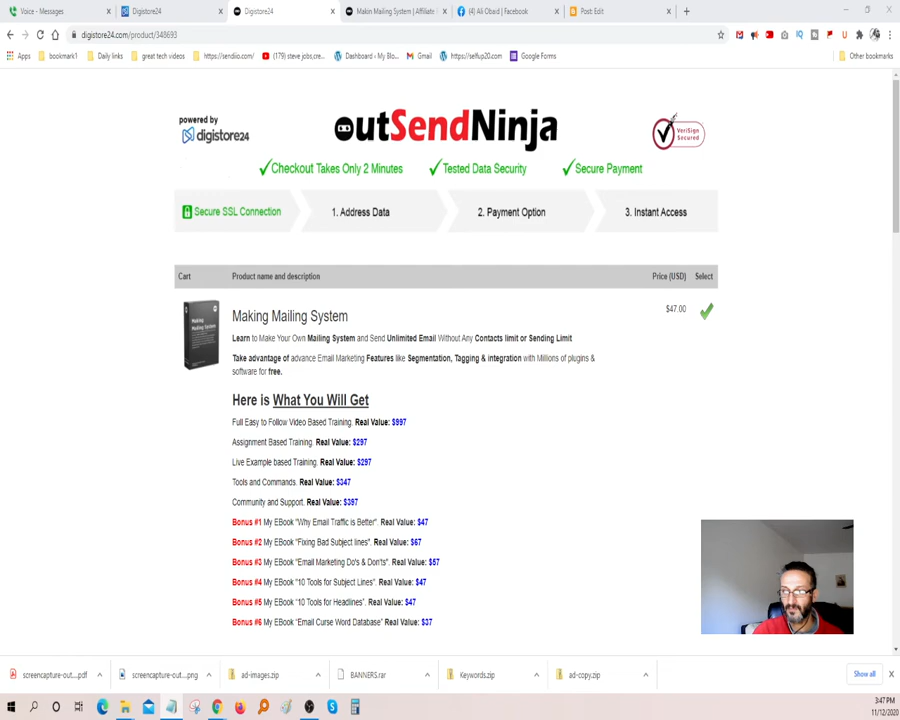 Voice - Messages × Digistore24 × Digistore24 × Makin Mailing System | Affiliate × (4) Ali Obaid | Facebook × Post: Edit × +
digistore24.com/product/348693
Apps bookmark1 Daily links great tech videos https://sendiio.com/ (179) steve jobs,cre... Dashboard ‹ My Blo... Gmail https://selfup20.com Google Forms Other bookmarks
powered by
digistore24
outSendNinja
VeriSign
Secured
Checkout Takes Only 2 Minutes Tested Data Security Secure Payment
Secure SSL Connection 1. Address Data 2. Payment Option 3. Instant Access
Cart Product name and description Price (USD) Select
Making Mailing System
$47.00
Learn to Make Your Own Mailing System and Send Unlimited Email Without Any Contacts limit or Sending Limit
Take advantage of advance Email Marketing Features like Segmentation, Tagging & integration with Millions of plugins &
software for free.
Here is What You Will Get
Full Easy to Follow Video Based Training. Real Value: $997
Assignment Based Training. Real Value: $297
Live Example based Training. Real Value: $297
Tools and Commands. Real Value: $347
Community and Support. Real Value: $397
Bonus #1 My EBook "Why Email Traffic is Better". Real Value: $47
Bonus #2 My EBook "Fixing Bad Subject lines". Real Value: $67
Bonus #3 My EBook "Email Marketing Do's & Don'ts". Real Value: $57
Bonus #4 My EBook "10 Tools for Subject Lines". Real Value: $47
Bonus #5 My EBook "10 Tools for Headlines". Real Value: $47
Bonus #6 My EBook "Email Curse Word Database" Real Value: $37
screencapture-out....pdf screencapture-out....png ad-images.zip BANNERS.rar Keywords.zip ad-copy.zip Show all
3:47 PM
11/12/2020